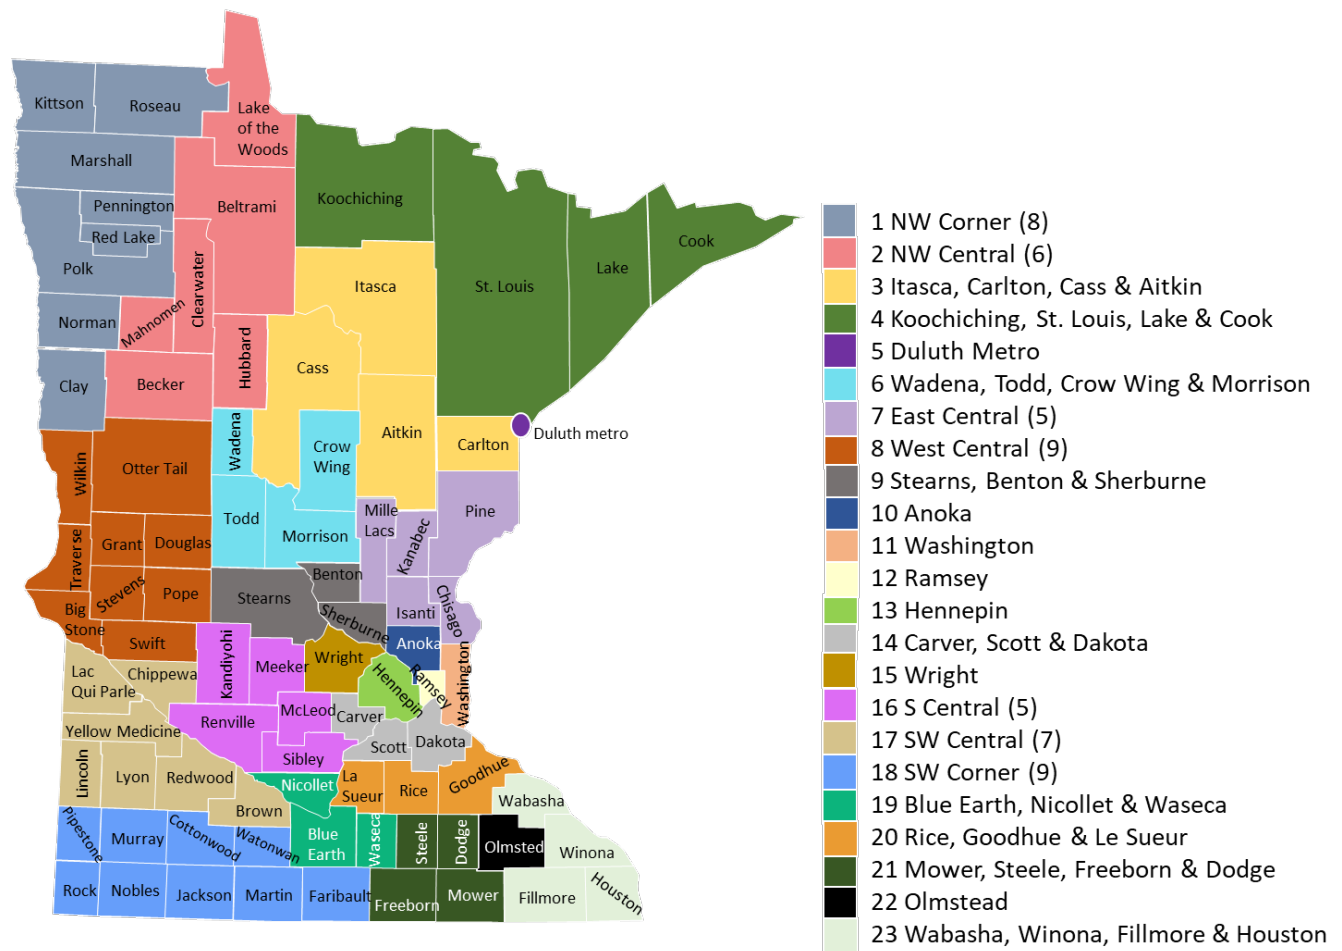 Kittson
Roseau
Lake
of the
Woods
Marshall
Pennington
Red Lake
Polk
Beltrami
Koochiching
Clearwater
Itasca
St. Louis
Lake
Cook
Norman
Mahnomen
Clay
Becker
Hubbard
Cass
Wadena
Crow
Wing
Aitkin
Carlton
Duluth metro
Wilkin
Otter Tail
Todd
Morrison
Mille
Lacs
Kanabec
Pine
Traverse
Grant
Douglas
Stevens
Pope
Big
Stone
Swift
Stearns
Benton
Sherburne
Isanti
Chisago
Anoka
Lac
Qui Parle
Chippewa
Kandiyohi
Meeker
Wright
Hennepin
Ramsey
Washington
Yellow Medicine
Renville
McLeod
Carver
Scott
Dakota
Sibley
Lincoln
Lyon
Redwood
Brown
Nicollet
La
Sueur
Rice
Goodhue
Wabasha
Pipestone
Murray
Cottonwood
Watonwan
Blue
Earth
Waseca
Steele
Dodge
Olmsted
Winona
Rock
Nobles
Jackson
Martin
Faribault
Freeborn
Mower
Fillmore
Houston
1 NW Corner (8)
2 NW Central (6)
3 Itasca, Carlton, Cass & Aitkin
4 Koochiching, St. Louis, Lake & Cook
5 Duluth Metro
6 Wadena, Todd, Crow Wing & Morrison
7 East Central (5)
8 West Central (9)
9 Stearns, Benton & Sherburne
10 Anoka
11 Washington
12 Ramsey
13 Hennepin
14 Carver, Scott & Dakota
15 Wright
16 S Central (5)
17 SW Central (7)
18 SW Corner (9)
19 Blue Earth, Nicollet & Waseca
20 Rice, Goodhue & Le Sueur
21 Mower, Steele, Freeborn & Dodge
22 Olmstead
23 Wabasha, Winona, Fillmore & Houston